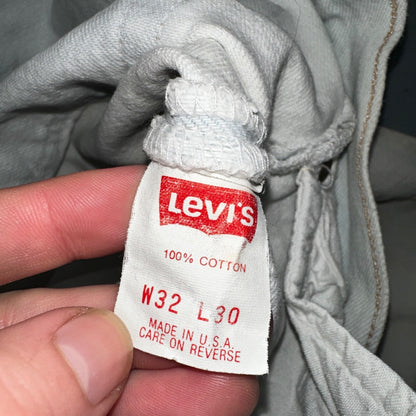 Levi's
100% COTTON
W32 L30
MADE IN U.S.A.
CARE ON REVERSE